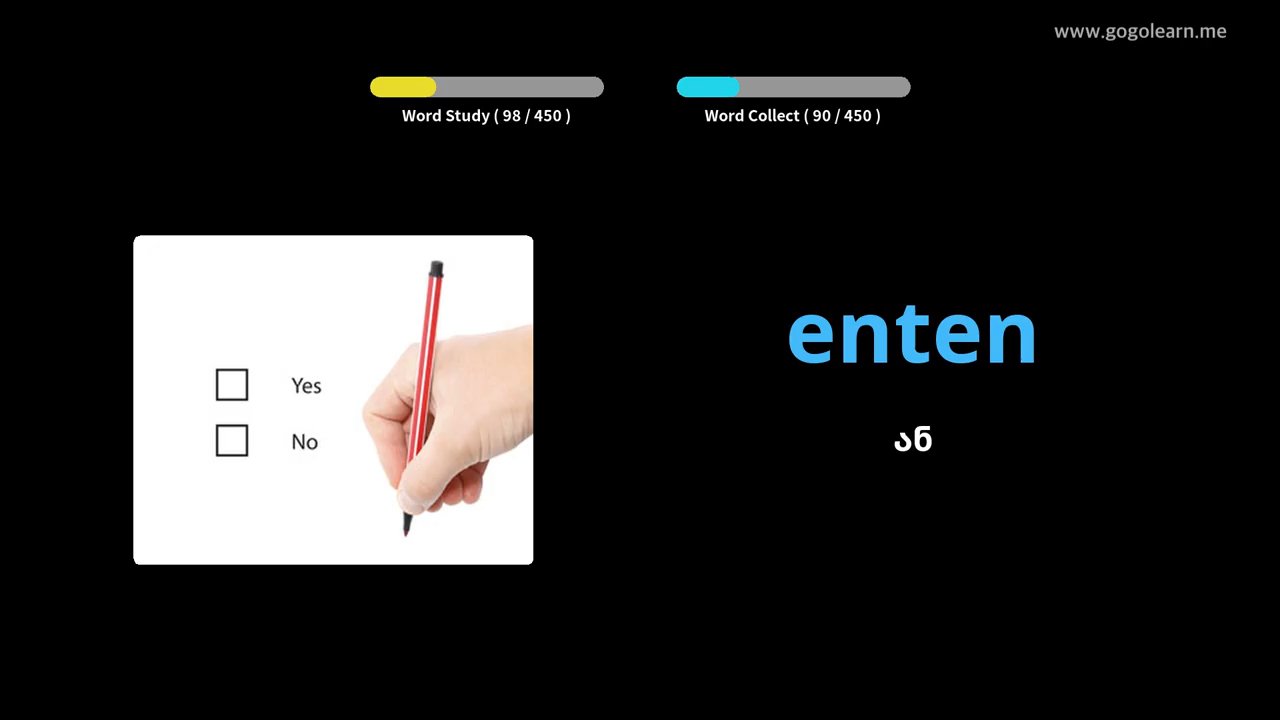 www.gogolearn.me
Word Study ( 98 / 450 )
Word Collect ( 90 / 450 )
Yes
No
enten
ან